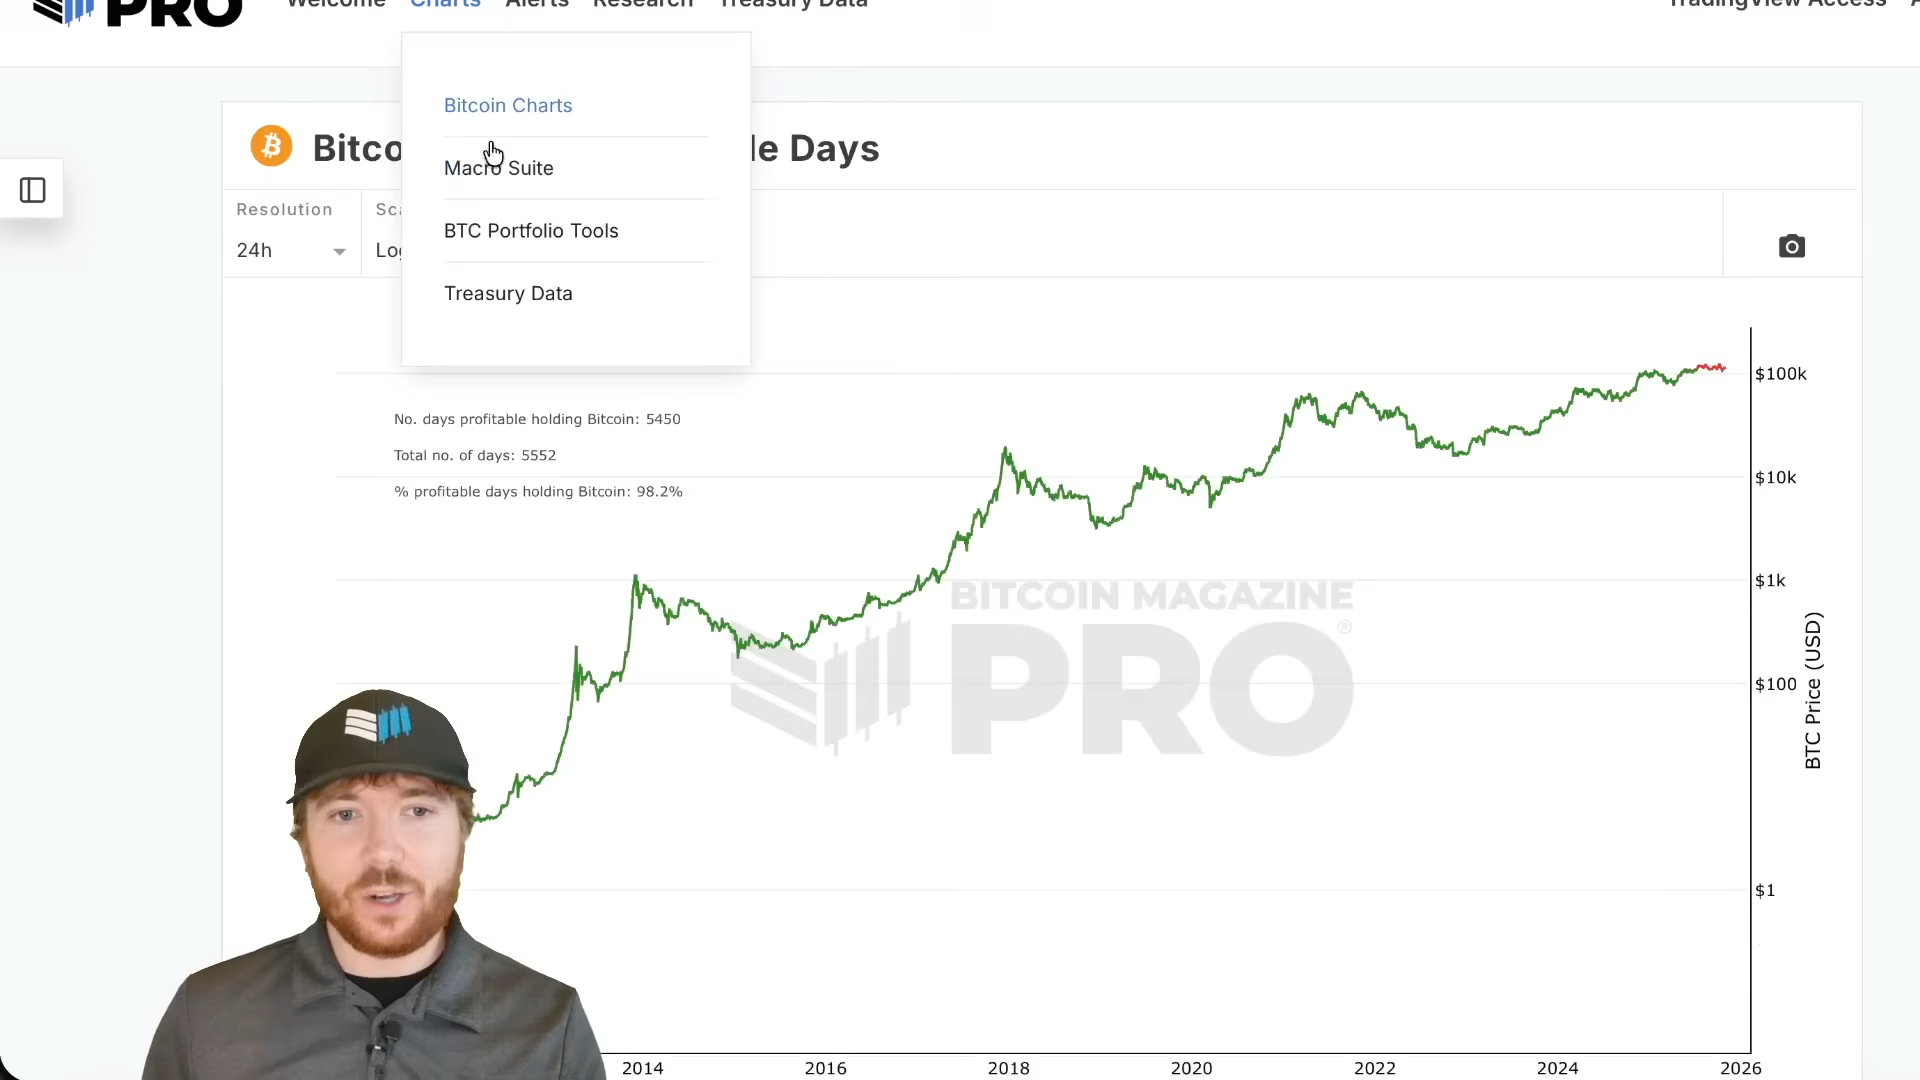 PRO
Welcome Charts Alerts Research Treasury Data
TradingView Access
Bitcoin Charts
Macro Suite
BTC Portfolio Tools
Treasury Data
Bitco le Days
Resolution
Sca
24h
Log
$100k
$10k
$1k
$100
$1
BTC Price (USD)
No. days profitable holding Bitcoin: 5450
Total no. of days: 5552
% profitable days holding Bitcoin: 98.2%
BITCOIN MAGAZINE
PRO
®
2014 2016 2018 2020 2022 2024 2026